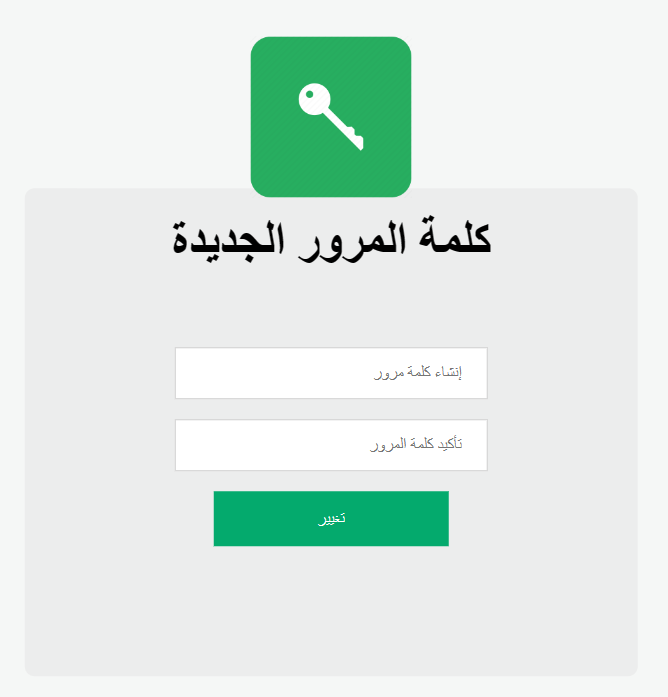 كلمة المرور الجديدة
إنشاء كلمة مرور
تأكيد كلمة المرور
تغيير